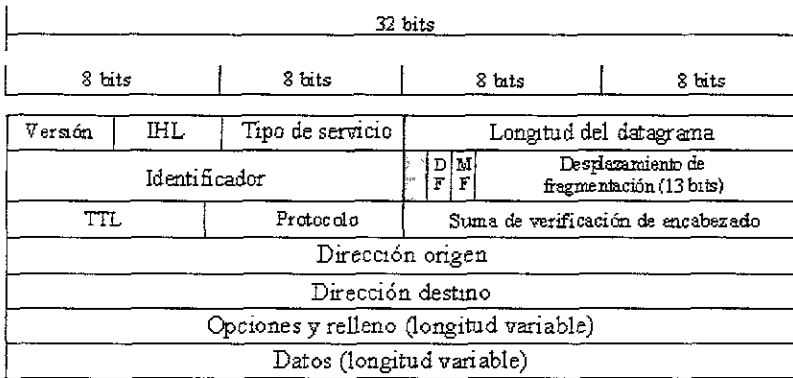 32 bits
8 bits 8 bits 8 bits 8 bits
Versión IHL Tipo de servicio Longitud del datagrama
Identificador DF MF Desplazamiento de
fragmentación (13 bits)
TTL Protocolo Suma de verificación de encabezado
Dirección origen
Dirección destino
Opciones y relleno (longitud variable)
Datos (longitud variable)